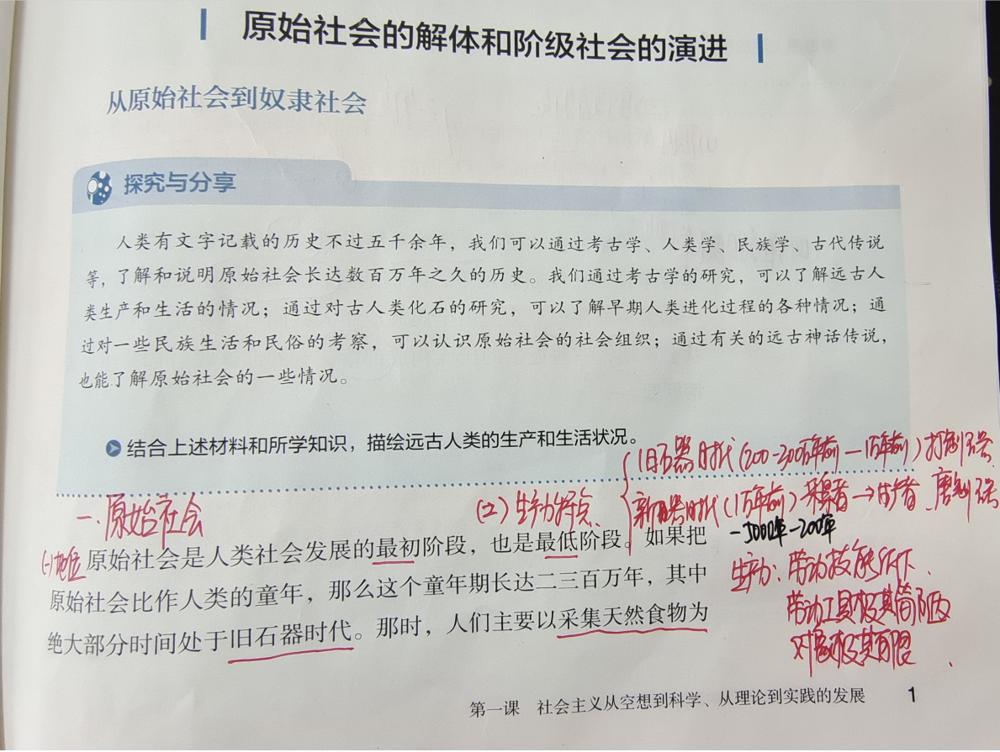 原始社会的解体和阶级社会的演进
从原始社会到奴隶社会
探究与分享
人类有文字记载的历史不过五千余年，我们可以通过考古学、人类学、民族学、古代传说
等，了解和说明原始社会长达数百万年之久的历史。我们通过考古学的研究，可以了解远古人
类生产和生活的情况；通过对古人类化石的研究，可以了解早期人类进化过程的各种情况；通
过对一些民族生活和民俗的考察，可以认识原始社会的社会组织；通过有关的远古神话传说，
也能了解原始社会的一些情况。
结合上述材料和所学知识，描绘远古人类的生产和生活状况。
旧石器时代（200-300万年前—1万年前）打制石器
一.原始社会
（二）生产力特点
新石器时代（1万年前）采集者→生产者 磨制石器
(一)地位
原始社会是人类社会发展的最初阶段，也是最低阶段。如果把
原始社会比作人类的童年，那么这个童年期长达二三百万年，其中
绝大部分时间处于旧石器时代。那时，人们主要以采集天然食物为
生产力：劳动技能低下
劳动工具极其简陋
对象极其有限
第一课 社会主义从空想到科学、从理论到实践的发展 1